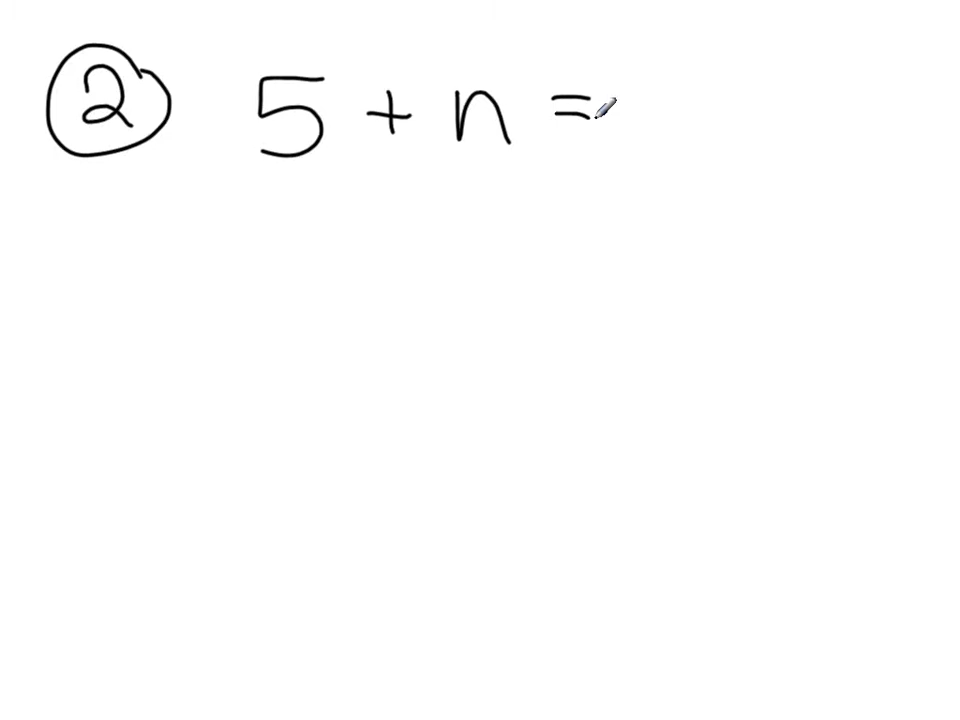 ② 5 + n =